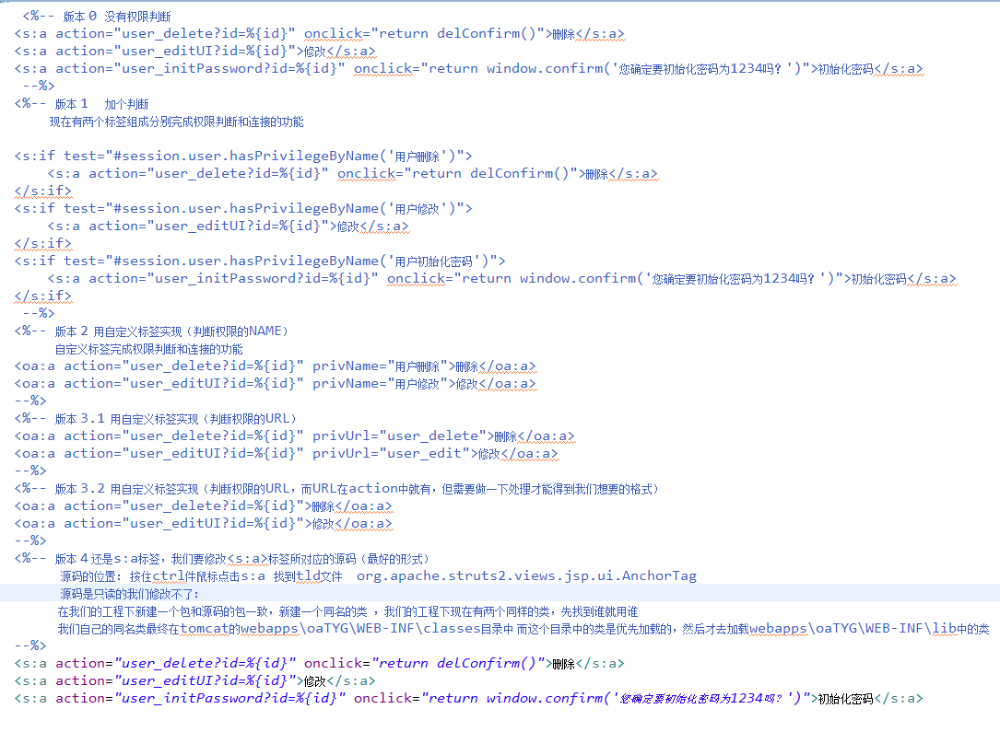 <%-- 版本 0 没有权限判断
<s:a action="user_delete?id=%{id}" onclick="return delConfirm()">删除</s:a>
<s:a action="user_editUI?id=%{id}">修改</s:a>
<s:a action="user_initPassword?id=%{id}" onclick="return window.confirm('您确定要初始化密码为1234吗？')">初始化密码</s:a>
--%>
<%-- 版本 1 加个判断
现在有两个标签组成分别完成权限判断和连接的功能
<s:if test="#session.user.hasPrivilegeByName('用户删除')">
<s:a action="user_delete?id=%{id}" onclick="return delConfirm()">删除</s:a>
</s:if>
<s:if test="#session.user.hasPrivilegeByName('用户修改')">
<s:a action="user_editUI?id=%{id}">修改</s:a>
</s:if>
<s:if test="#session.user.hasPrivilegeByName('用户初始化密码')">
<s:a action="user_initPassword?id=%{id}" onclick="return window.confirm('您确定要初始化密码为1234吗？')">初始化密码</s:a>
</s:if>
--%>
<%-- 版本 2 用自定义标签实现（判断权限的NAME）
自定义标签完成权限判断和连接的功能
<oa:a action="user_delete?id=%{id}" privName="用户删除">删除</oa:a>
<oa:a action="user_editUI?id=%{id}" privName="用户修改">修改</oa:a>
--%>
<%-- 版本 3.1 用自定义标签实现（判断权限的URL）
<oa:a action="user_delete?id=%{id}" privUrl="user_delete">删除</oa:a>
<oa:a action="user_editUI?id=%{id}" privUrl="user_edit">修改</oa:a>
--%>
<%-- 版本 3.2 用自定义标签实现（判断权限的URL，而URL在action中就有，但需要做一下处理才能得到我们想要的格式）
<oa:a action="user_delete?id=%{id}">删除</oa:a>
<oa:a action="user_editUI?id=%{id}">修改</oa:a>
--%>
<%-- 版本 4 还是s:a标签，我们要修改<s:a>标签所对应的源码（最好的形式）
源码的位置：按住ctrl件鼠标点击s:a 找到tld文件 org.apache.struts2.views.jsp.ui.AnchorTag
源码是只读的我们修改不了：
在我们的工程下新建一个包和源码的包一致，新建一个同名的类 ，我们的工程下现在有两个同样的类，先找到谁就用谁
我们自己的同名类最终在tomcat的webapps\oaTYG\WEB-INF\classes目录中 而这个目录中的类是优先加载的，然后才去加载webapps\oaTYG\WEB-INF\lib中的类
--%>
<s:a action="user_delete?id=%{id}" onclick="return delConfirm()">删除</s:a>
<s:a action="user_editUI?id=%{id}">修改</s:a>
<s:a action="user_initPassword?id=%{id}" onclick="return window.confirm('您确定要初始化密码为1234吗？')">初始化密码</s:a>